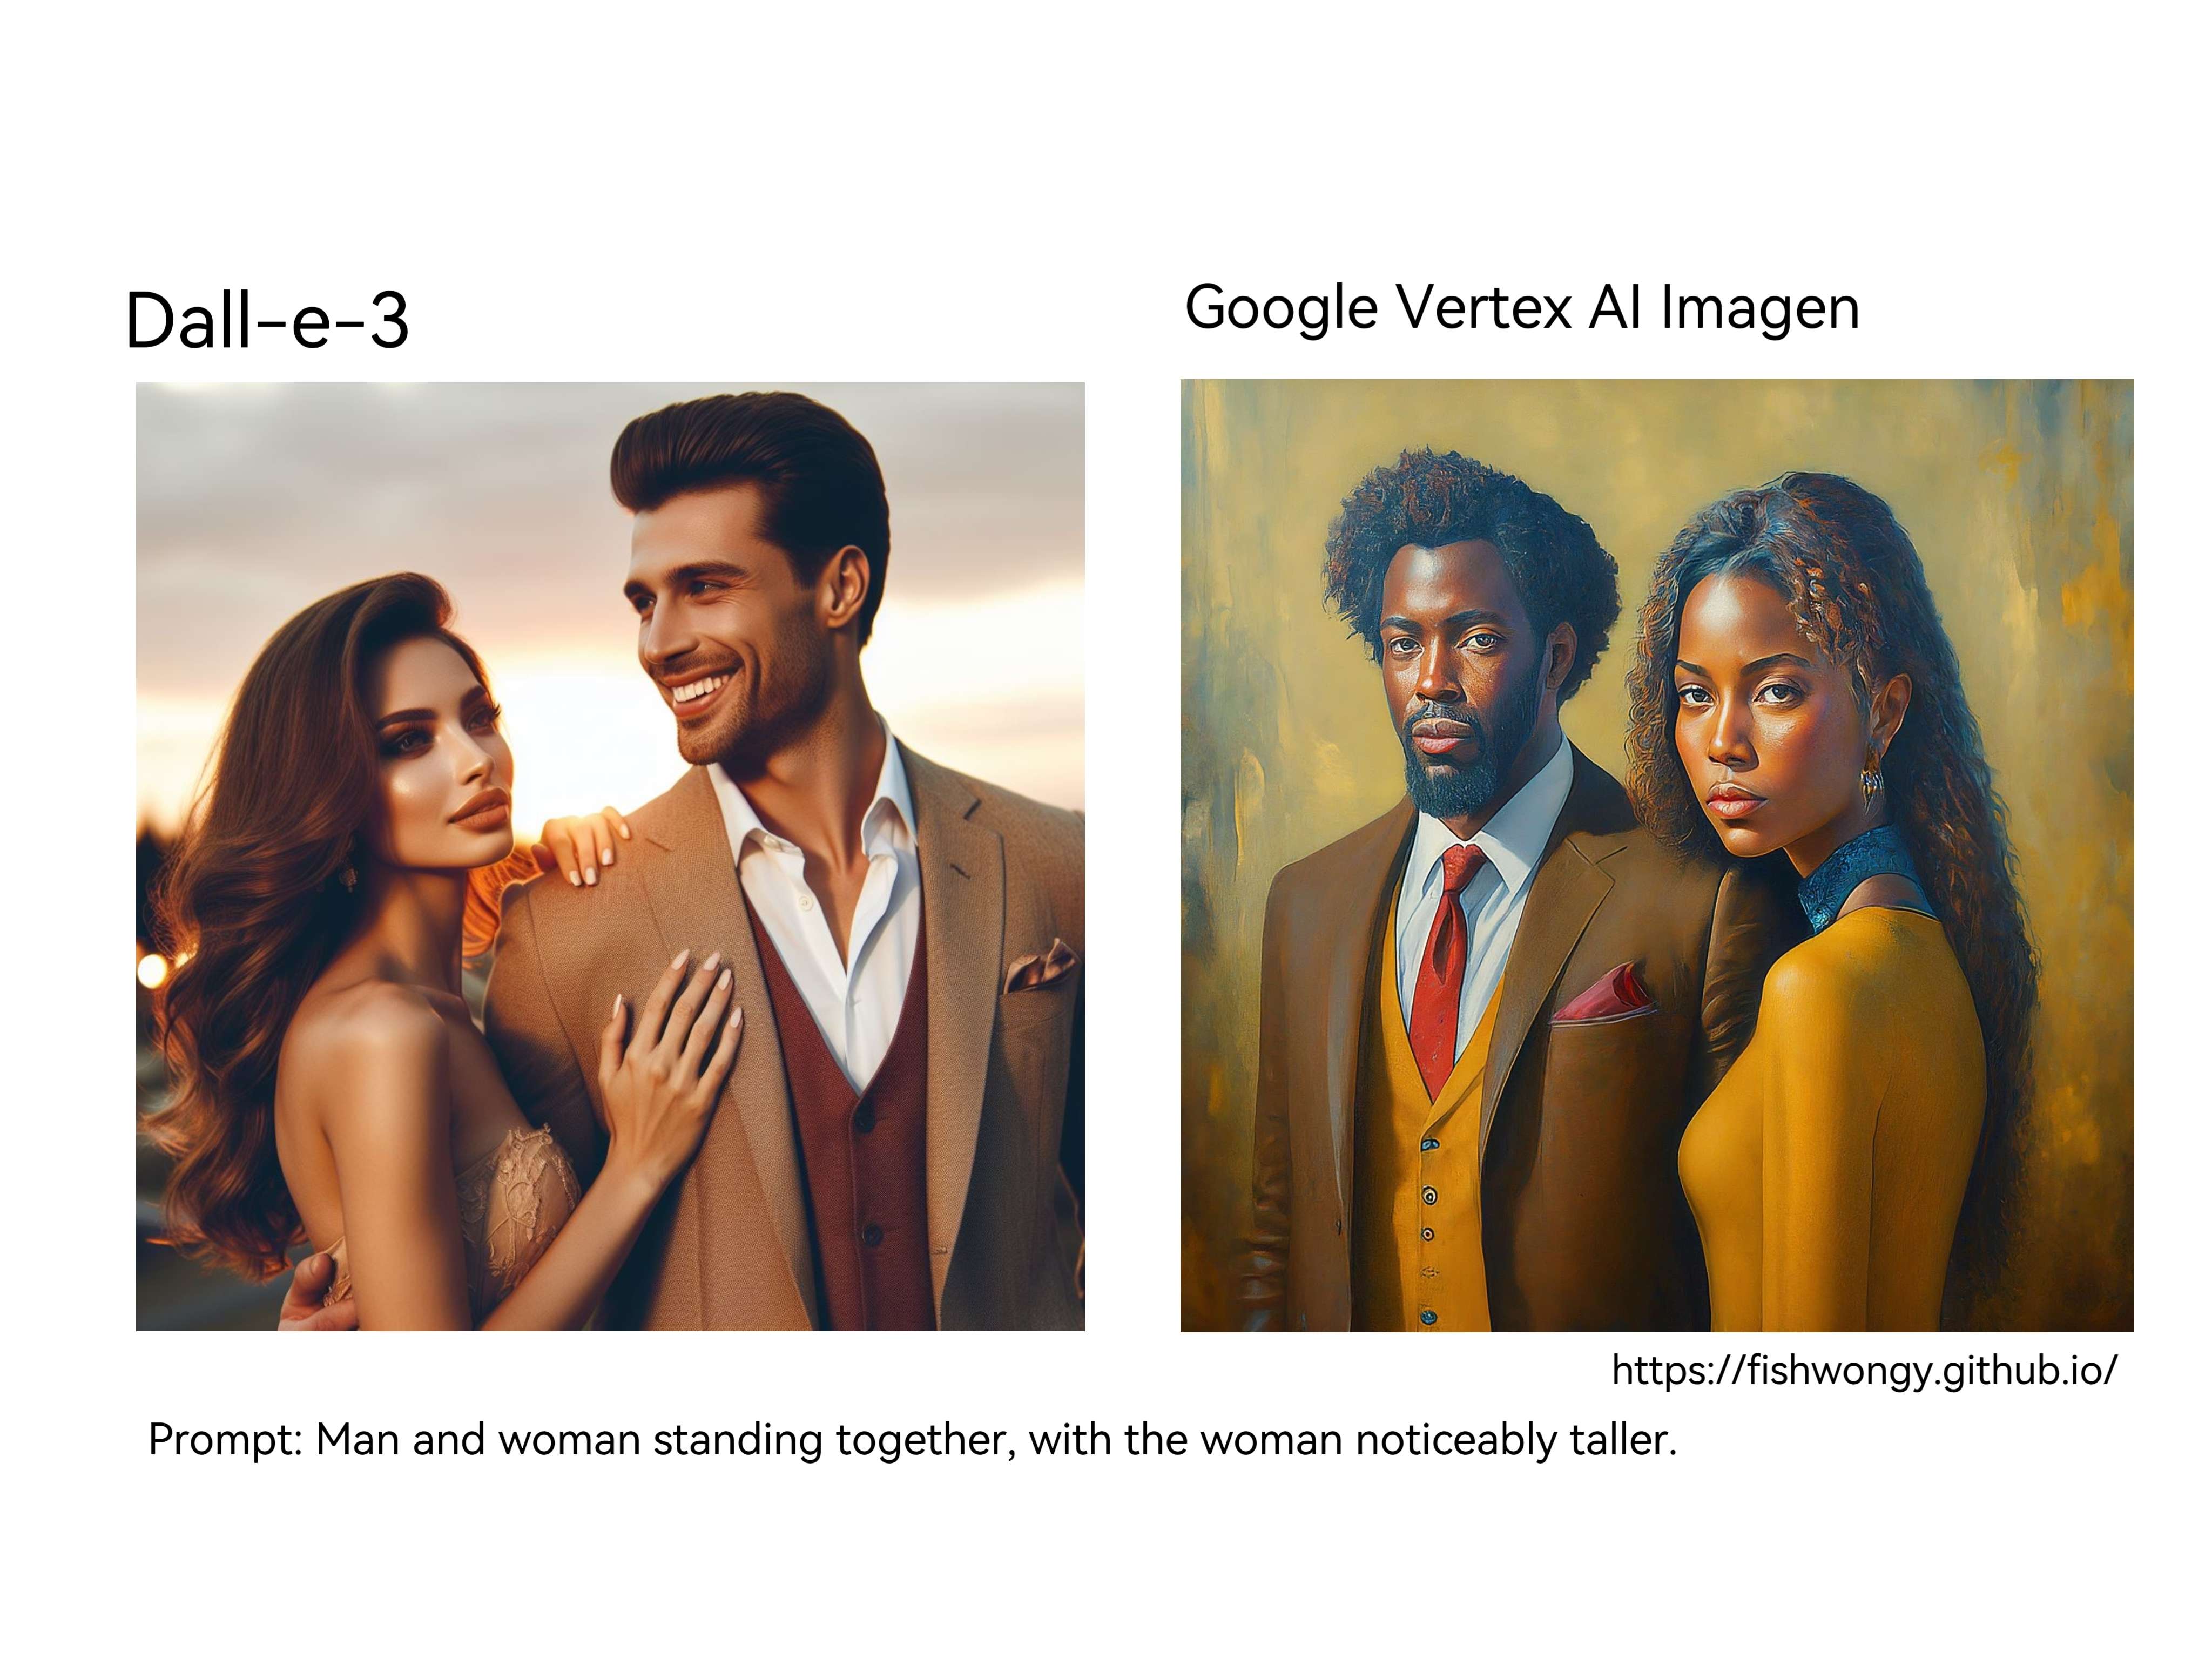 Dall-e-3
Google Vertex AI Imagen
https://fishwongy.github.io/
Prompt: Man and woman standing together, with the woman noticeably taller.